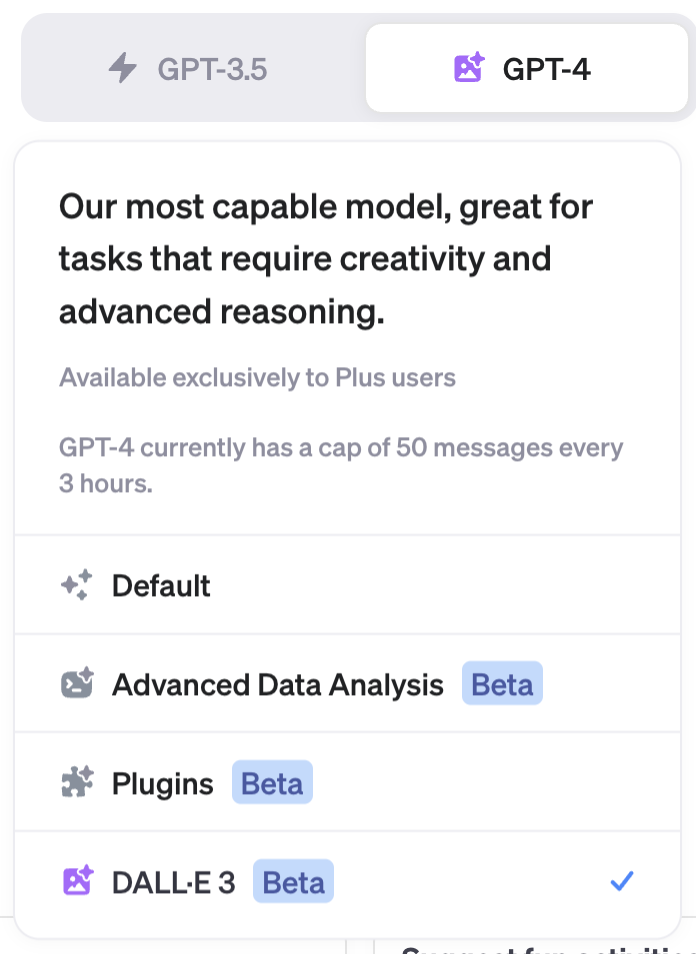 GPT-3.5
GPT-4
Our most capable model, great for
tasks that require creativity and
advanced reasoning.
Available exclusively to Plus users
GPT-4 currently has a cap of 50 messages every
3 hours.
Default
Advanced Data Analysis Beta
Plugins Beta
DALL·E 3 Beta